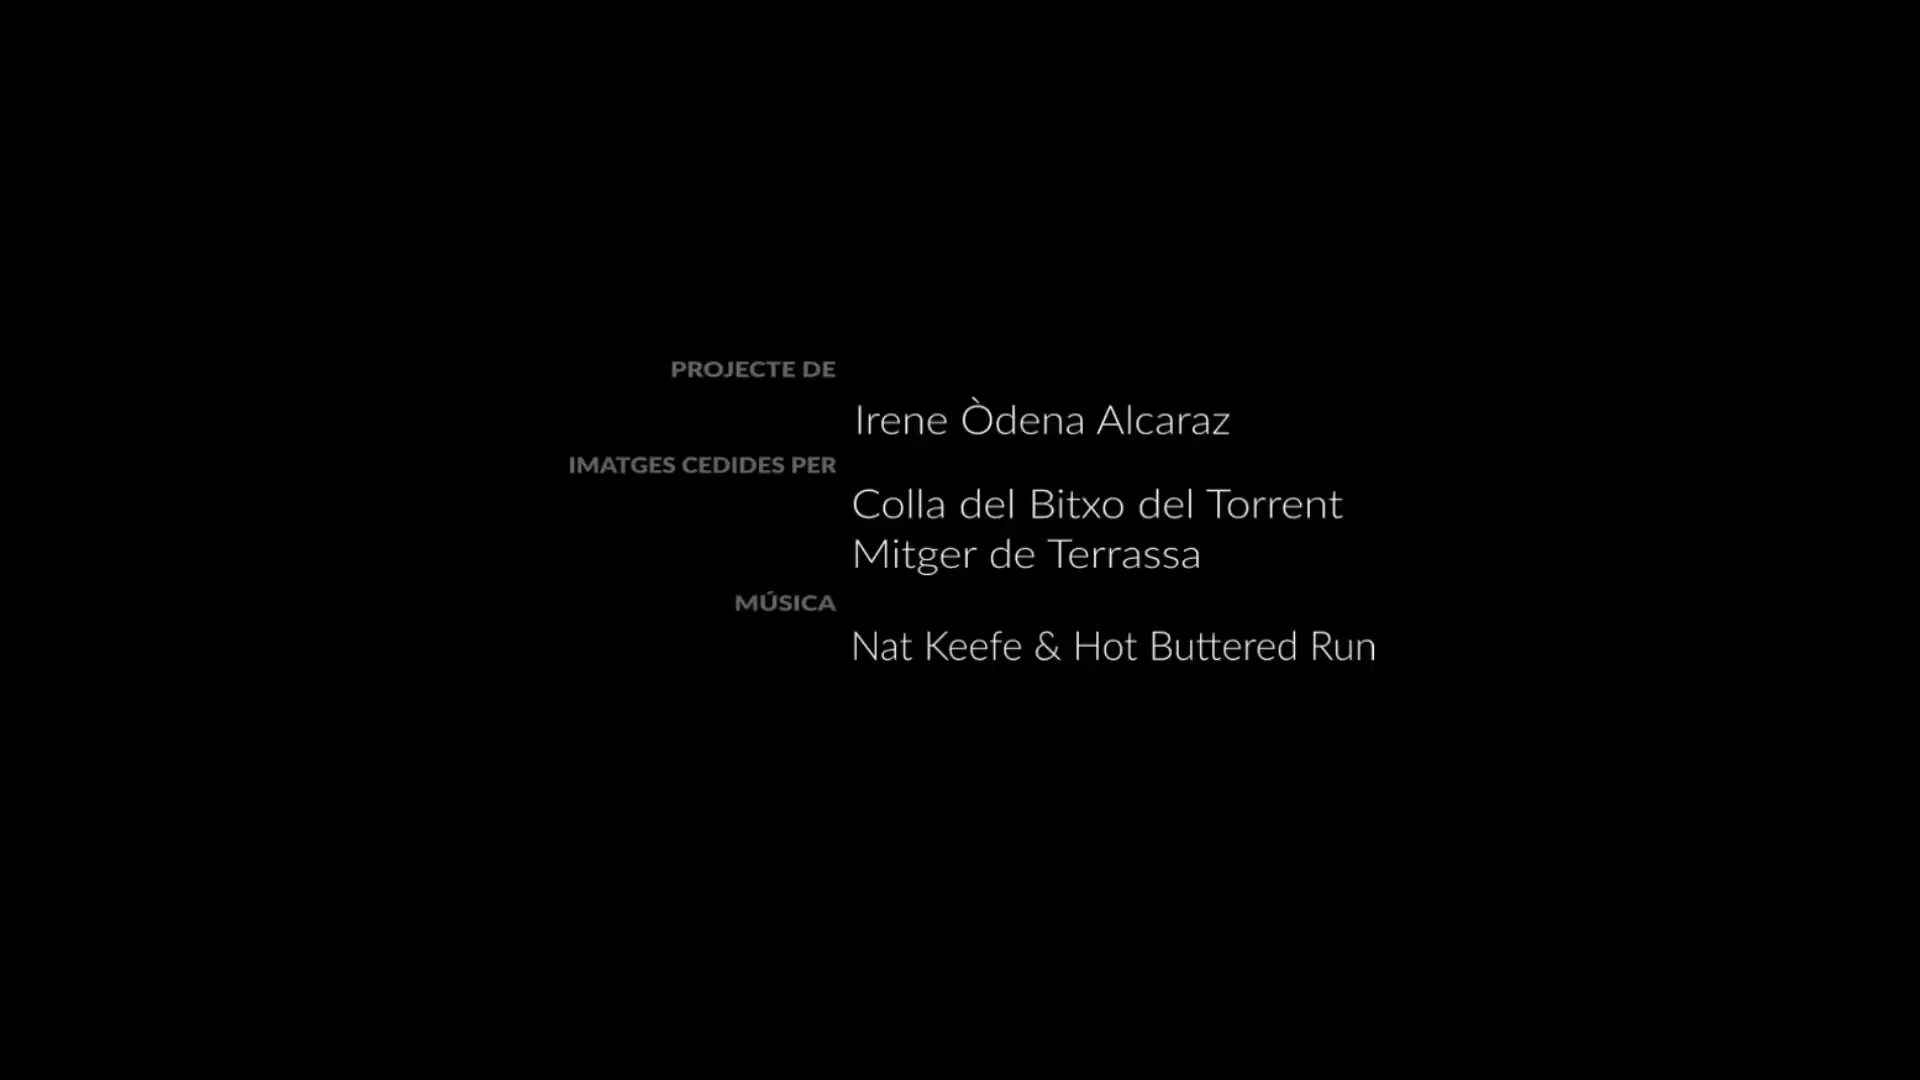 PROJECTE DE
Irene Òdena Alcaraz
IMATGES CEDIDES PER
Colla del Bitxo del Torrent
Mitger de Terrassa
MÚSICA
Nat Keefe & Hot Buttered Run